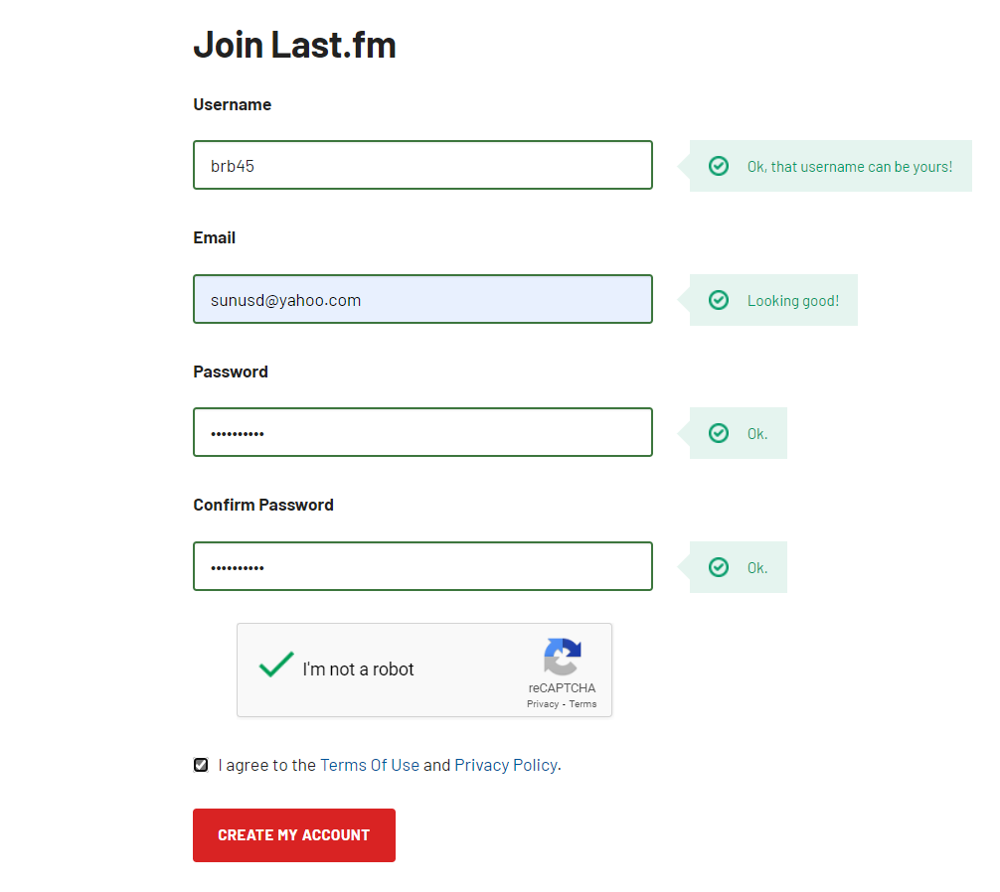 Join Last.fm
Username
brb45
Ok, that username can be yours!
Email
sunusd@yahoo.com
Looking good!
Password
••••••••••
Ok.
Confirm Password
••••••••••
Ok.
I'm not a robot
reCAPTCHA
Privacy - Terms
I agree to the Terms Of Use and Privacy Policy.
CREATE MY ACCOUNT